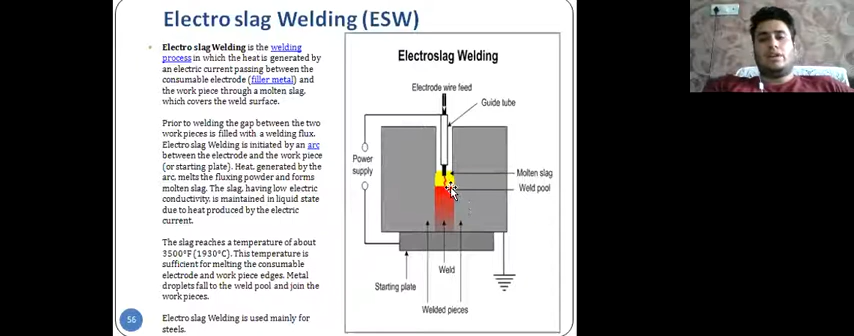 Electro slag Welding (ESW)
Electro slag Welding is the welding
process in which the heat is generated by
an electric current passing between the
consumable electrode (filler metal) and
the work piece through a molten slag,
which covers the weld surface.
Prior to welding the gap between the two
work pieces is filled with a welding flux.
Electro slag Welding is initiated by an arc
between the electrode and the work piece
(or starting plate). Heat, generated by the
arc, melts the fluxing powder and forms
molten slag. The slag, having low electric
conductivity, is maintained in liquid state
due to heat produced by the electric
current.
The slag reaches a temperature of about
3500°F (1930°C). This temperature is
sufficient for melting the consumable
electrode and work piece edges. Metal
droplets fall to the weld pool and join the
work pieces.
Electro slag Welding is used mainly for
steels.
56
Electroslag Welding
Electrode wire feed
Guide tube
Power
supply
Molten slag
Weld pool
Weld
Starting plate
Welded pieces